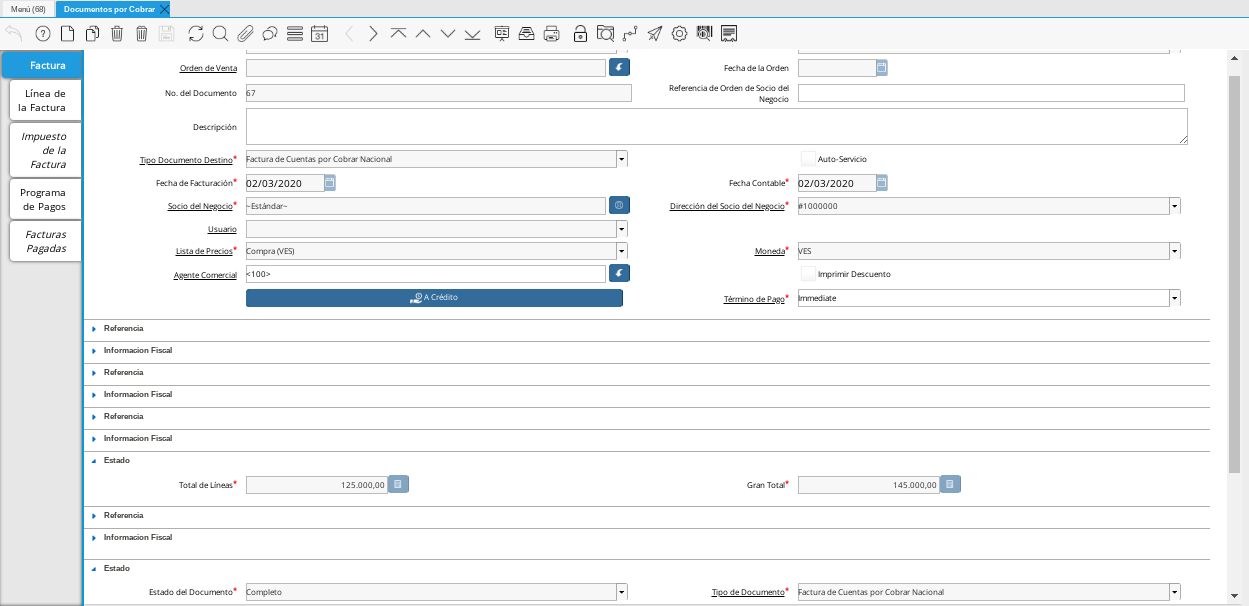 Menú (68)
Documentos por Cobrar
31
Factura
Línea de
la Factura
Impuesto
de la
Factura
Programa
de Pagos
Facturas
Pagadas
Orden de Venta
Fecha de la Orden
No. del Documento 67
Referencia de Orden de Socio del
Negocio
Descripción
Tipo Documento Destino* Factura de Cuentas por Cobrar Nacional
Auto-Servicio
Fecha de Facturación* 02/03/2020
Fecha Contable* 02/03/2020
Socio del Negocio* ~Estándar~
Dirección del Socio del Negocio* #1000000
Usuario
Lista de Precios* Compra (VES)
Moneda* VES
Agente Comercial <100>
Imprimir Descuento
A Crédito
Término de Pago* Immediate
Referencia
Informacion Fiscal
Referencia
Informacion Fiscal
Referencia
Informacion Fiscal
Estado
Total de Líneas* 125.000,00
Gran Total* 145.000,00
Referencia
Informacion Fiscal
Estado
Estado del Documento* Completo
Tipo de Documento* Factura de Cuentas por Cobrar Nacional